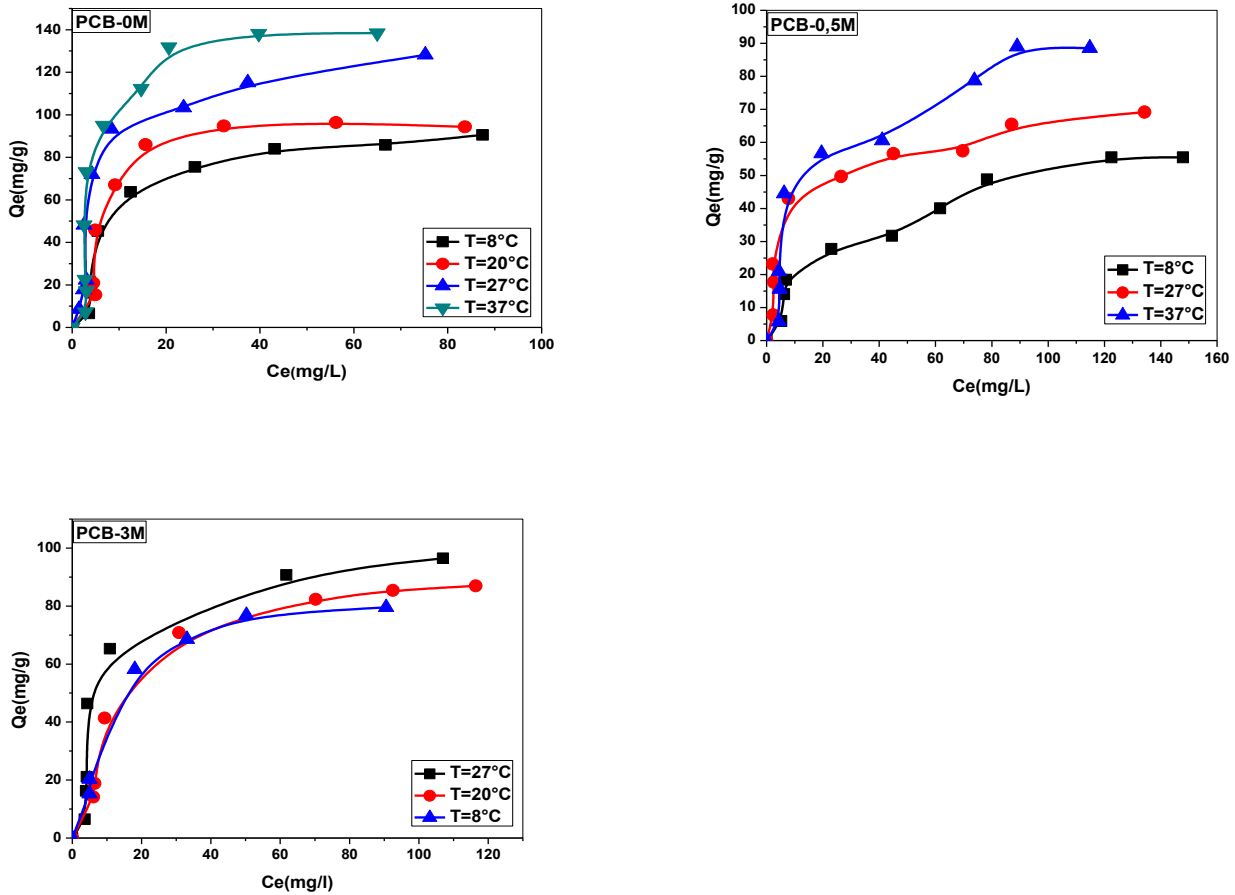 PCB-0M
Qe(mg/g)
140
120
100
80
60
40
20
0
0 20 40 60 80 100
Ce(mg/L)
T=8°C
T=20°C
T=27°C
T=37°C
PCB-0,5M
Qe(mg/g)
100
90
80
70
60
50
40
30
20
10
0
0 20 40 60 80 100 120 140 160
Ce(mg/L)
T=8°C
T=27°C
T=37°C
PCB-3M
Qe(mg/g)
100
80
60
40
20
0
0 20 40 60 80 100 120
Ce(mg/l)
T=27°C
T=20°C
T=8°C